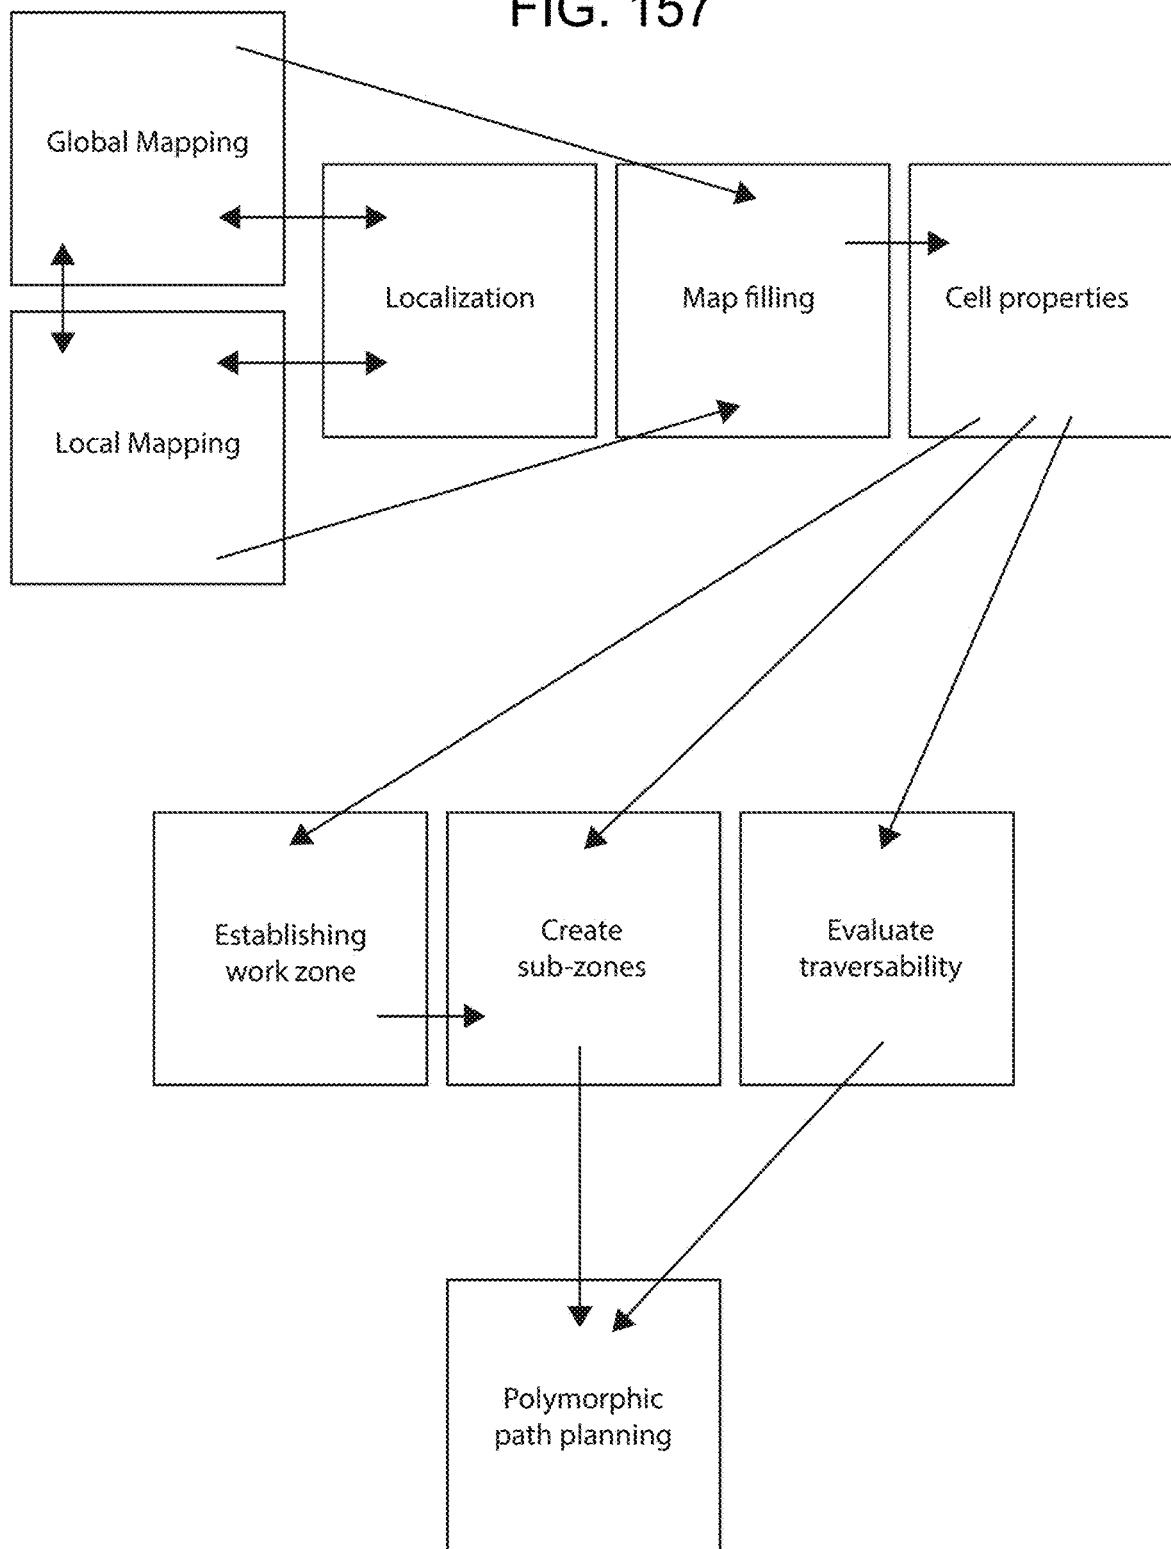 FIG. 157
Global Mapping
Localization
Map filling
Cell properties
Local Mapping
Establishing
work zone
Create
sub-zones
Evaluate
traversability
Polymorphic
path planning